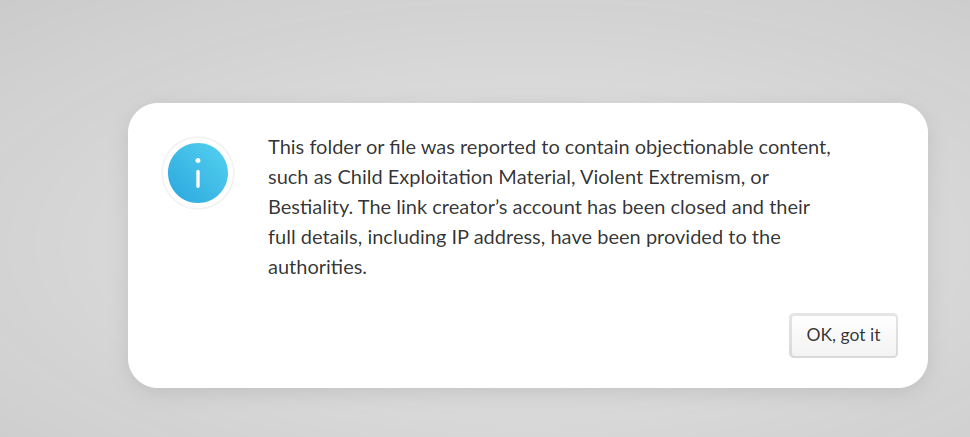 This folder or file was reported to contain objectionable content,
such as Child Exploitation Material, Violent Extremism, or
Bestiality. The link creator’s account has been closed and their
full details, including IP address, have been provided to the
authorities.
OK, got it